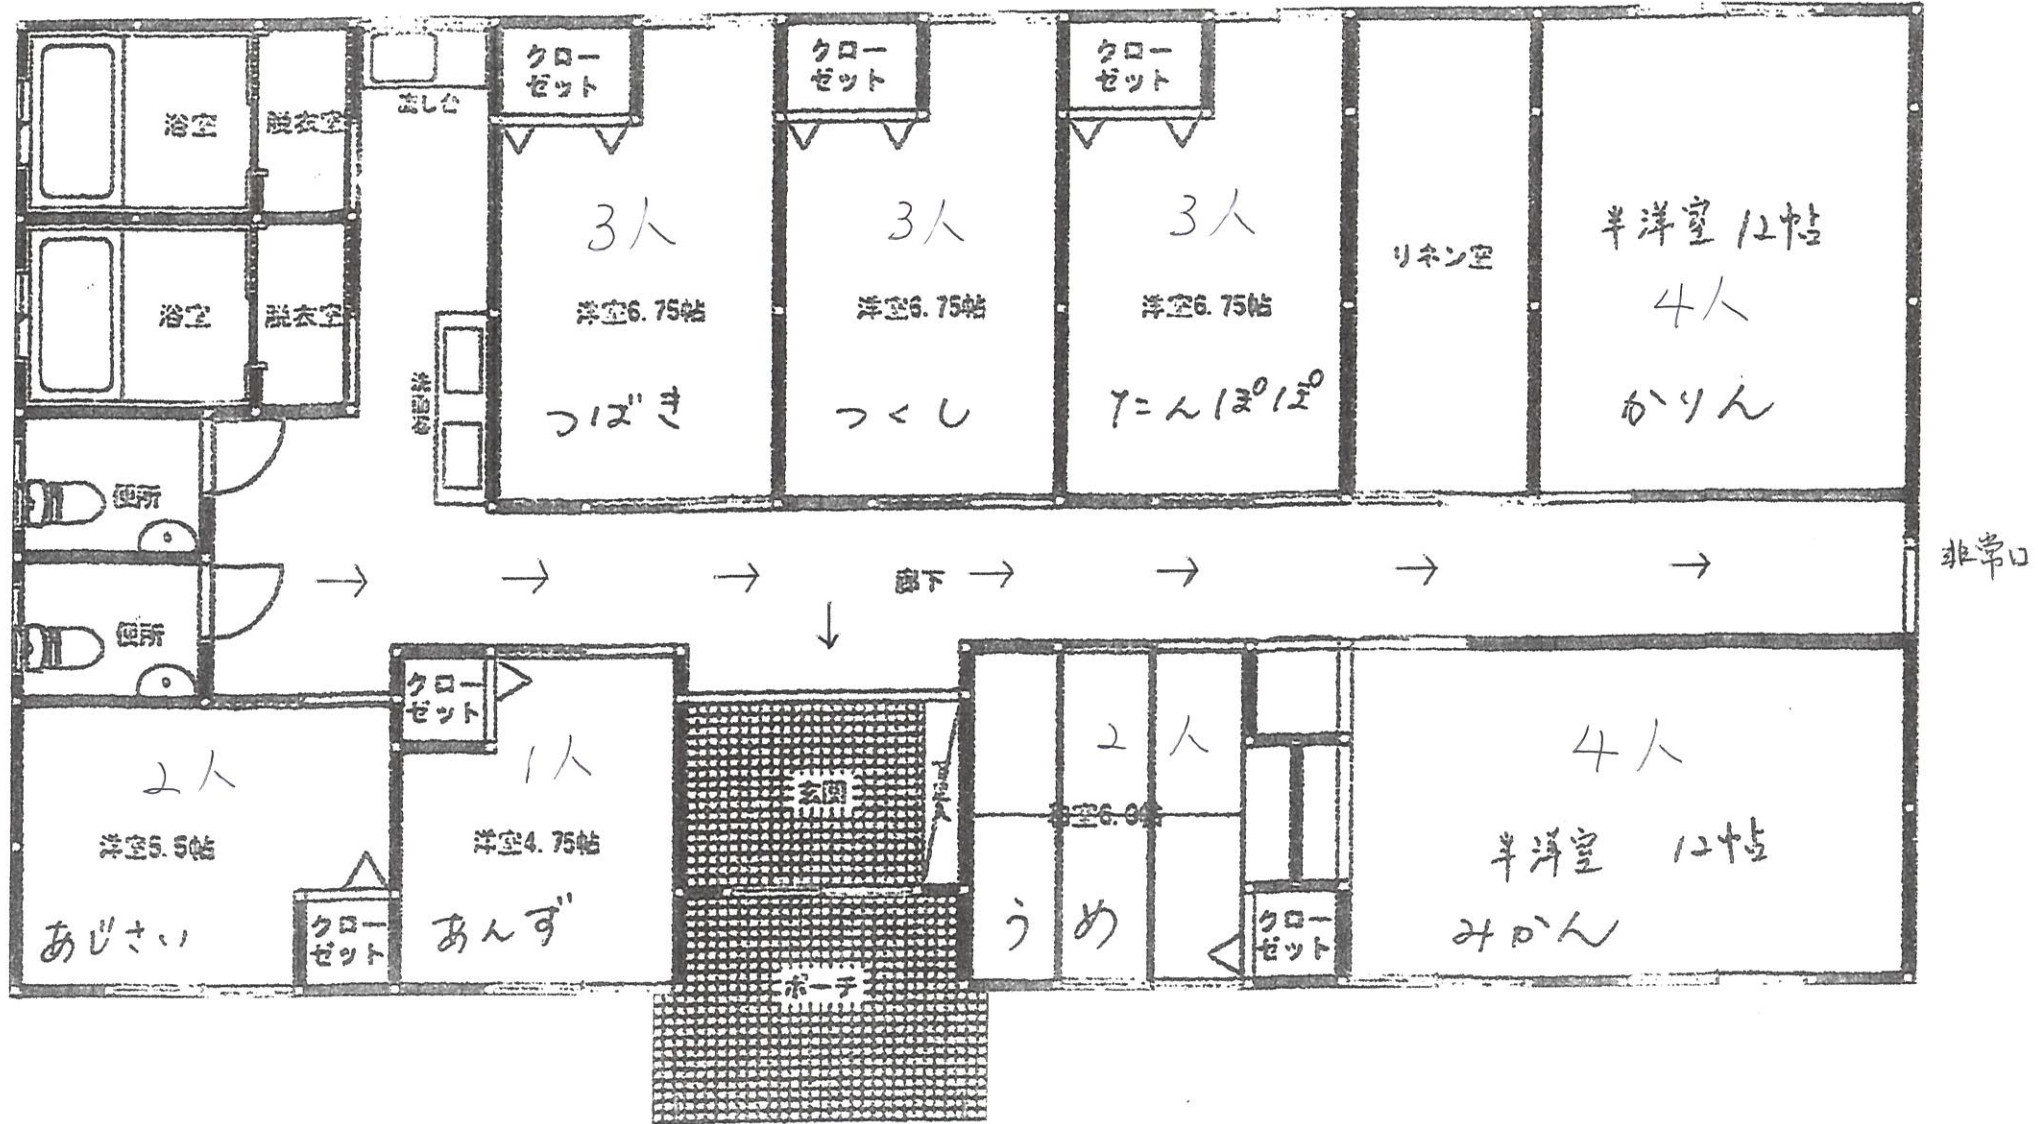 クロー
ゼット
クロー
ゼット
クロー
ゼット
浴室
脱衣室
流し台
3人
洋室6.75帖
つばき
3人
洋室6.75帖
つくし
3人
洋室6.75帖
たんぽぽ
リネン室
半洋室 12帖
4人
かりん
浴室
脱衣室
洗面台
便所
便所
→ → → 廊下 → → → →
↓
非常口
2人
洋室5.5帖
あじさい
クロー
ゼット
クロー
ゼット
1人
洋室4.75帖
あんず
玄関
ポーチ
2人
うめ
クロー
ゼット
4人
半洋室 12帖
みかん